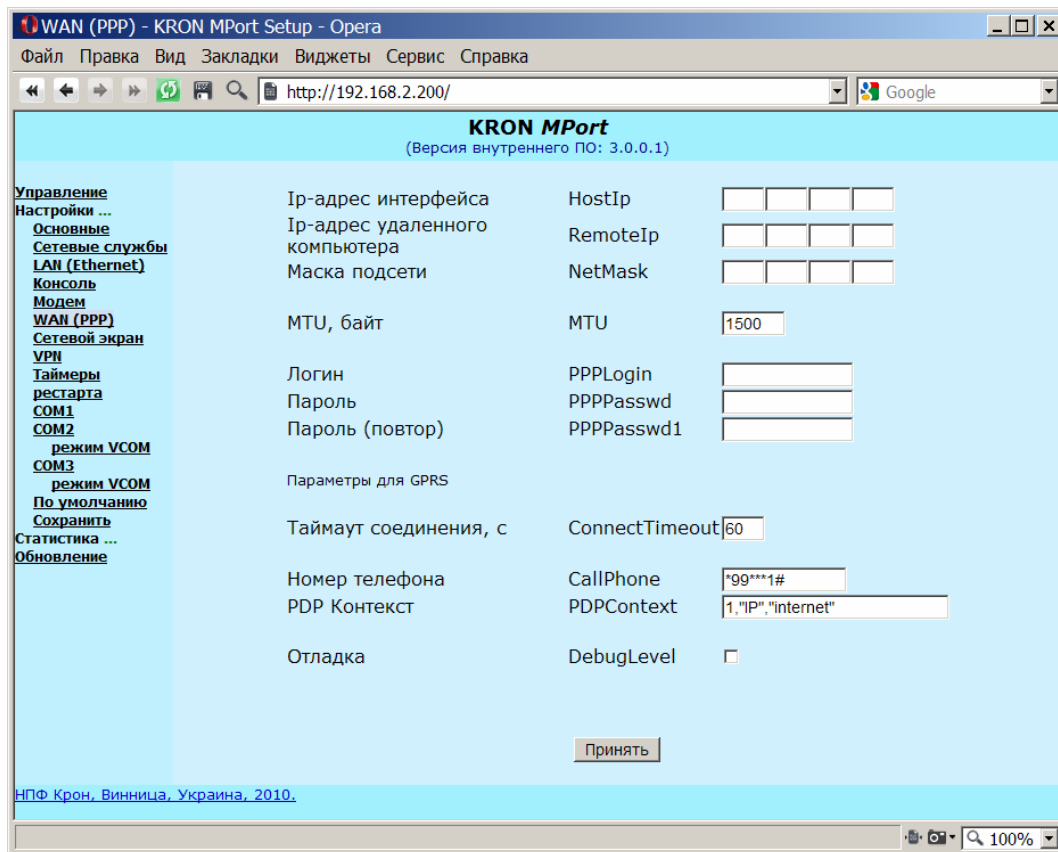 WAN (PPP) - KRON MPort Setup - Opera
Файл Правка Вид Закладки Виджеты Сервис Справка
http://192.168.2.200/ Google
KRON MPort
(Версия внутреннего ПО: 3.0.0.1)
Управление
Настройки ...
Основные
Сетевые службы
LAN (Ethernet)
Консоль
Модем
WAN (PPP)
Сетевой экран
VPN
Таймеры
рестарта
COM1
COM2
режим VCOM
COM3
режим VCOM
По умолчанию
Сохранить
Статистика ...
Обновление
Ip-адрес интерфейса HostIp
Ip-адрес удаленного
компьютера RemoteIp
Маска подсети NetMask
MTU, байт MTU 1500
Логин PPPLogin
Пароль PPPPasswd
Пароль (повтор) PPPPasswd1
Параметры для GPRS
Таймаут соединения, с ConnectTimeout 60
Номер телефона CallPhone *99***1#
PDP Контекст PDPContext 1,"IP","internet"
Отладка DebugLevel
Принять
НПФ Крон, Винница, Украина, 2010.
100%